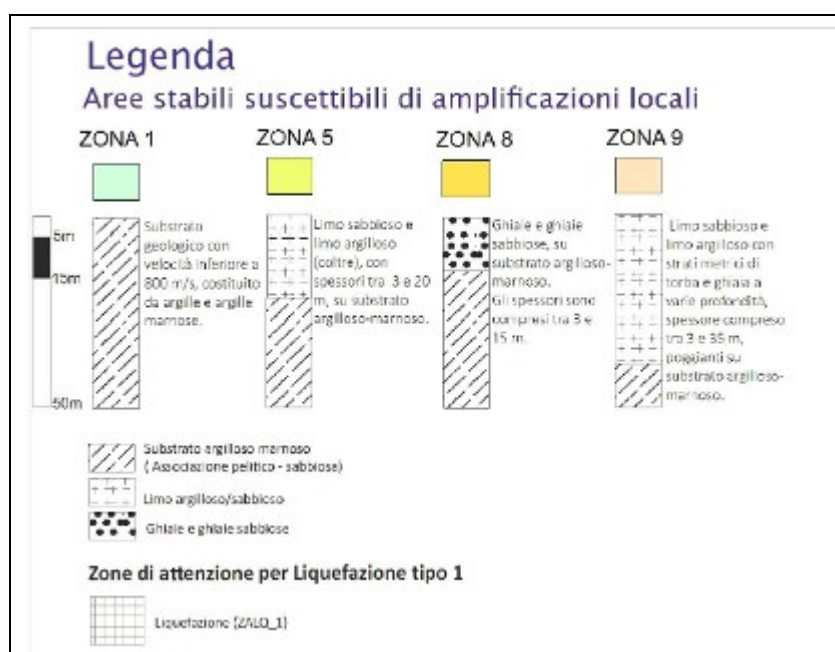 Legenda
Aree stabili suscettibili di amplificazioni locali
ZONA 1
ZONA 5
ZONA 8
ZONA 9
5m
15m
50m
Substrato
geologico con
velocità inferiore a
800 m/s, costituito
da argille e argille
marnose.
Limo sabbioso e
limo argilloso
(coltre), con
spessori tra 3 e 20
m, su substrato
argilloso-marnoso.
Ghiaie e ghiaie
sabbiose, su
substrato argilloso-
marnoso.
Gli spessori sono
compresi tra 3 e
15 m.
Limo sabbioso e
limo argilloso con
strati metrici di
torba e ghiaia a
varie profondità,
spessore compreso
tra 3 e 35 m,
poggianti su
substrato argilloso-
marnoso.
Substrato argilloso marnoso
( Associazione pelitico - sabbiosa)
Limo argilloso/sabbioso
Ghiaie e ghiaie sabbiose
Zone di attenzione per Liquefazione tipo 1
Liquefazione (ZALQ_1)